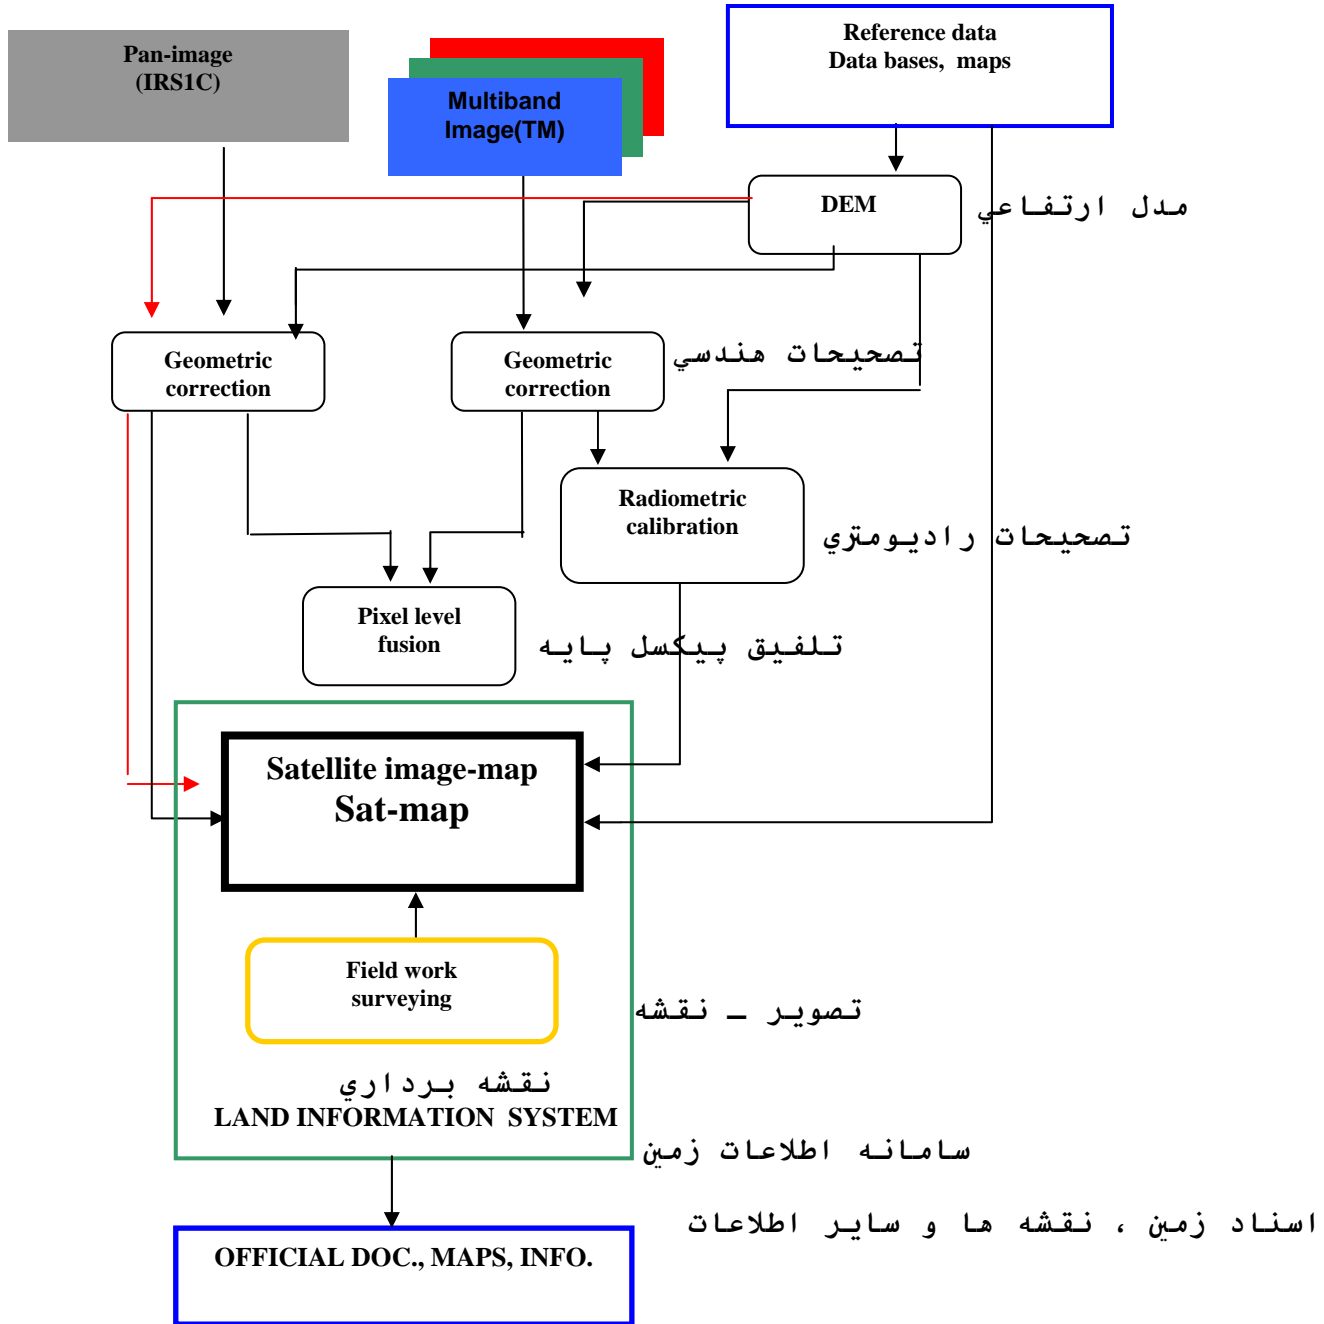 Pan-image
(IRS1C)
Multiband
Image(TM)
Reference data
Data bases, maps
DEM
مدل ارتفاعي
Geometric
correction
Geometric
correction
تصحيحات هندسي
Radiometric
calibration
تصحيحات راديومتري
Pixel level
fusion
تلفيق پيكسل پايه
Satellite image-map
Sat-map
Field work
surveying
تصوير – نقشه
نقشه برداري
LAND INFORMATION SYSTEM
سامانه اطلاعات زمين
اسناد زمين ، نقشه ها و ساير اطلاعات
OFFICIAL DOC., MAPS, INFO.